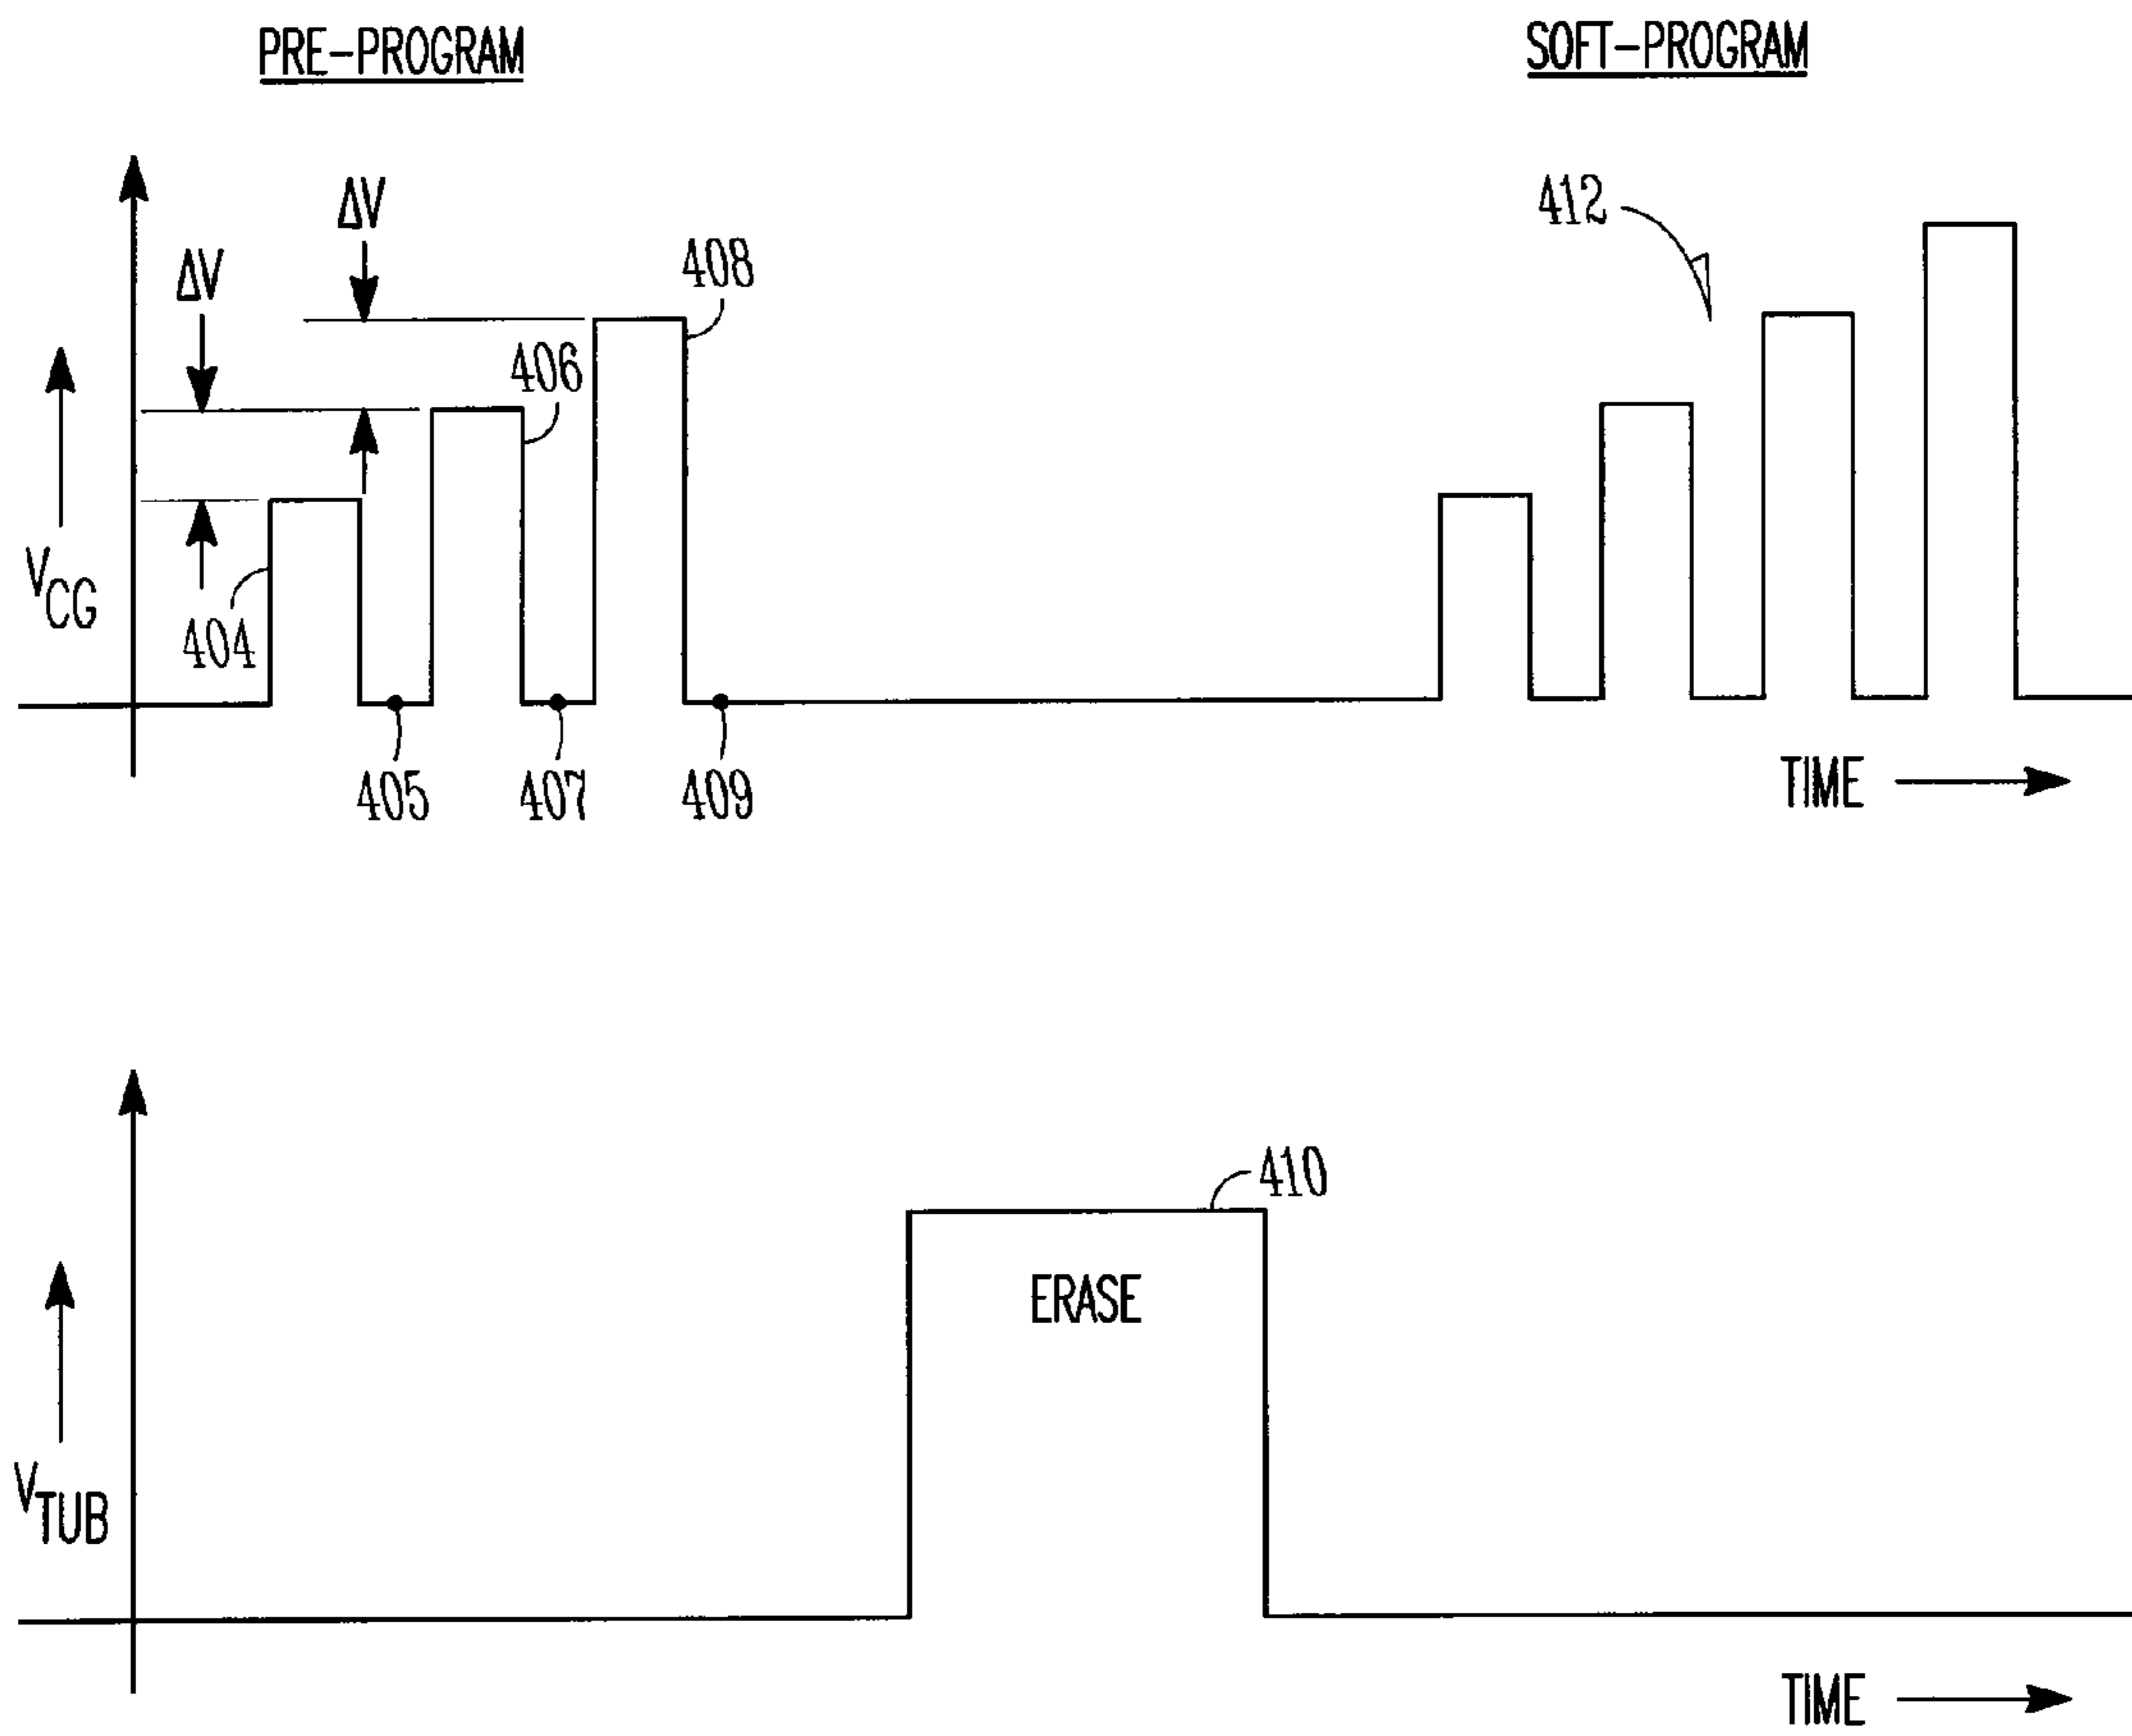 PRE-PROGRAM
SOFT-PROGRAM
ΔV
ΔV
412
408
406
VCG
404
405
407
409
TIME
410
ERASE
VTUB
TIME